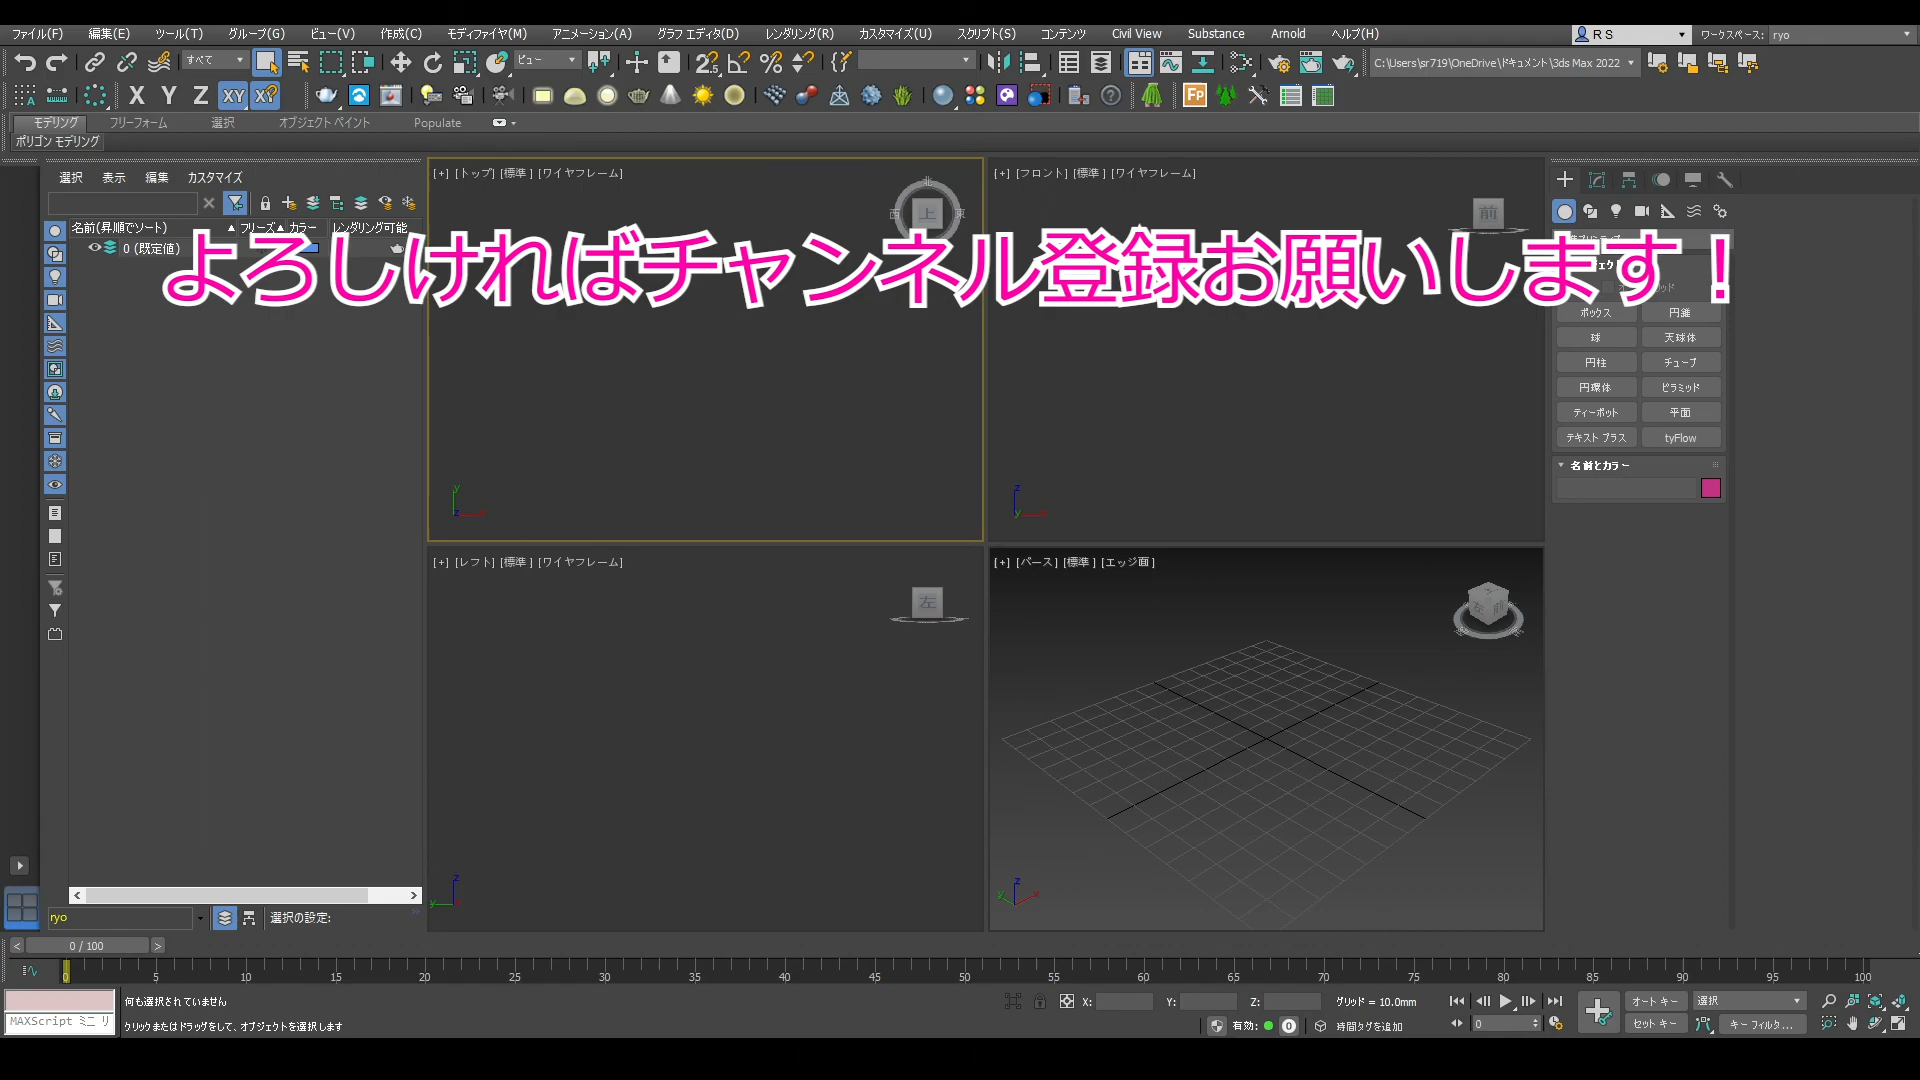 ファイル(F) 編集(E) ツール(T) グループ(G) ビュー(V) 作成(C) モディファイヤ(M) アニメーション(A) グラフ エディタ(D) レンダリング(R) カスタマイズ(U) スクリプト(S) コンテンツ Civil View Substance Arnold ヘルプ(H) R S ワークスペース: ryo
すべて ビュー C:\Users\sr719\OneDrive\ドキュメント\3ds Max 2022
X Y Z XY XY
モデリング フリーフォーム 選択 オブジェクト ペイント Populate
ポリゴン モデリング
選択 表示 編集 カスタマイズ
名前(昇順でソート) ▲ フリーズ▲ カラー レンダリング可能
0 (既定値)
[+] [トップ] [標準 ] [ワイヤフレーム]
北 西 上 東
[+] [フロント] [標準 ] [ワイヤフレーム]
前
よろしければチャンネル登録お願いします!
ボックス 円錐
球 天球体
円柱 チューブ
円環体 ピラミッド
ティーポット 平面
テキスト プラス tyFlow
名前とカラー
y z
z y
[+] [レフト] [標準 ] [ワイヤフレーム]
左
[+] [パース] [標準 ] [エッジ面 ]
左 前
z y
z y x
ryo 選択の設定:
< 0 / 100 >
0 5 10 15 20 25 30 35 40 45 50 55 60 65 70 75 80 85 90 95 100
何も選択されていません
MAXScript ミニ リ
クリックまたはドラッグをして、オブジェクトを選択します
X: Y: Z: グリッド = 10.0mm
有効: 0 時間タグを追加
0
オート キー 選択
セット キー キー フィルタ...